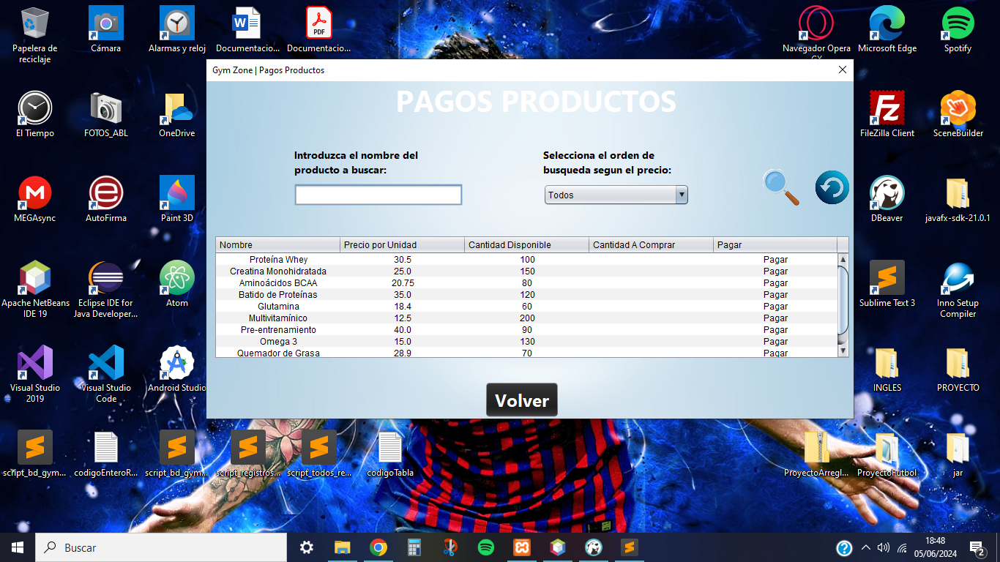 Papelera de
reciclaje
Cámara
Alarmas y reloj
Documentacio...
Documentacio...
PDF
Navegador Opera
GX
Microsoft Edge
Spotify
El Tiempo
FOTOS_ABL
OneDrive
FileZilla Client
SceneBuilder
MEGAsync
AutoFirma
Paint 3D
DBeaver
javafx-sdk-21.0.1
Apache NetBeans
IDE 19
Eclipse IDE for
Java Developer...
Atom
Sublime Text 3
Inno Setup
Compiler
Visual Studio
2019
Visual Studio
Code
Android Studio
INGLES
PROYECTO
script_bd_gym...
codigoEnteroR...
script_bd_gym...
script_registros...
script_todos_re...
codigoTabla
ProyectoArregl...
ProyectoFutbol
jar
Gym Zone | Pagos Productos
PAGOS PRODUCTOS
Introduzca el nombre del
producto a buscar:
Selecciona el orden de
busqueda segun el precio:
Todos
Nombre Precio por Unidad Cantidad Disponible Cantidad A Comprar Pagar
Proteína Whey 30.5 100 Pagar
Creatina Monohidratada 25.0 150 Pagar
Aminoácidos BCAA 20.75 80 Pagar
Batido de Proteínas 35.0 120 Pagar
Glutamina 18.4 60 Pagar
Multivitamínico 12.5 200 Pagar
Pre-entrenamiento 40.0 90 Pagar
Omega 3 15.0 130 Pagar
Quemador de Grasa 28.9 70 Pagar
Volver
Buscar
18:48
05/06/2024
2